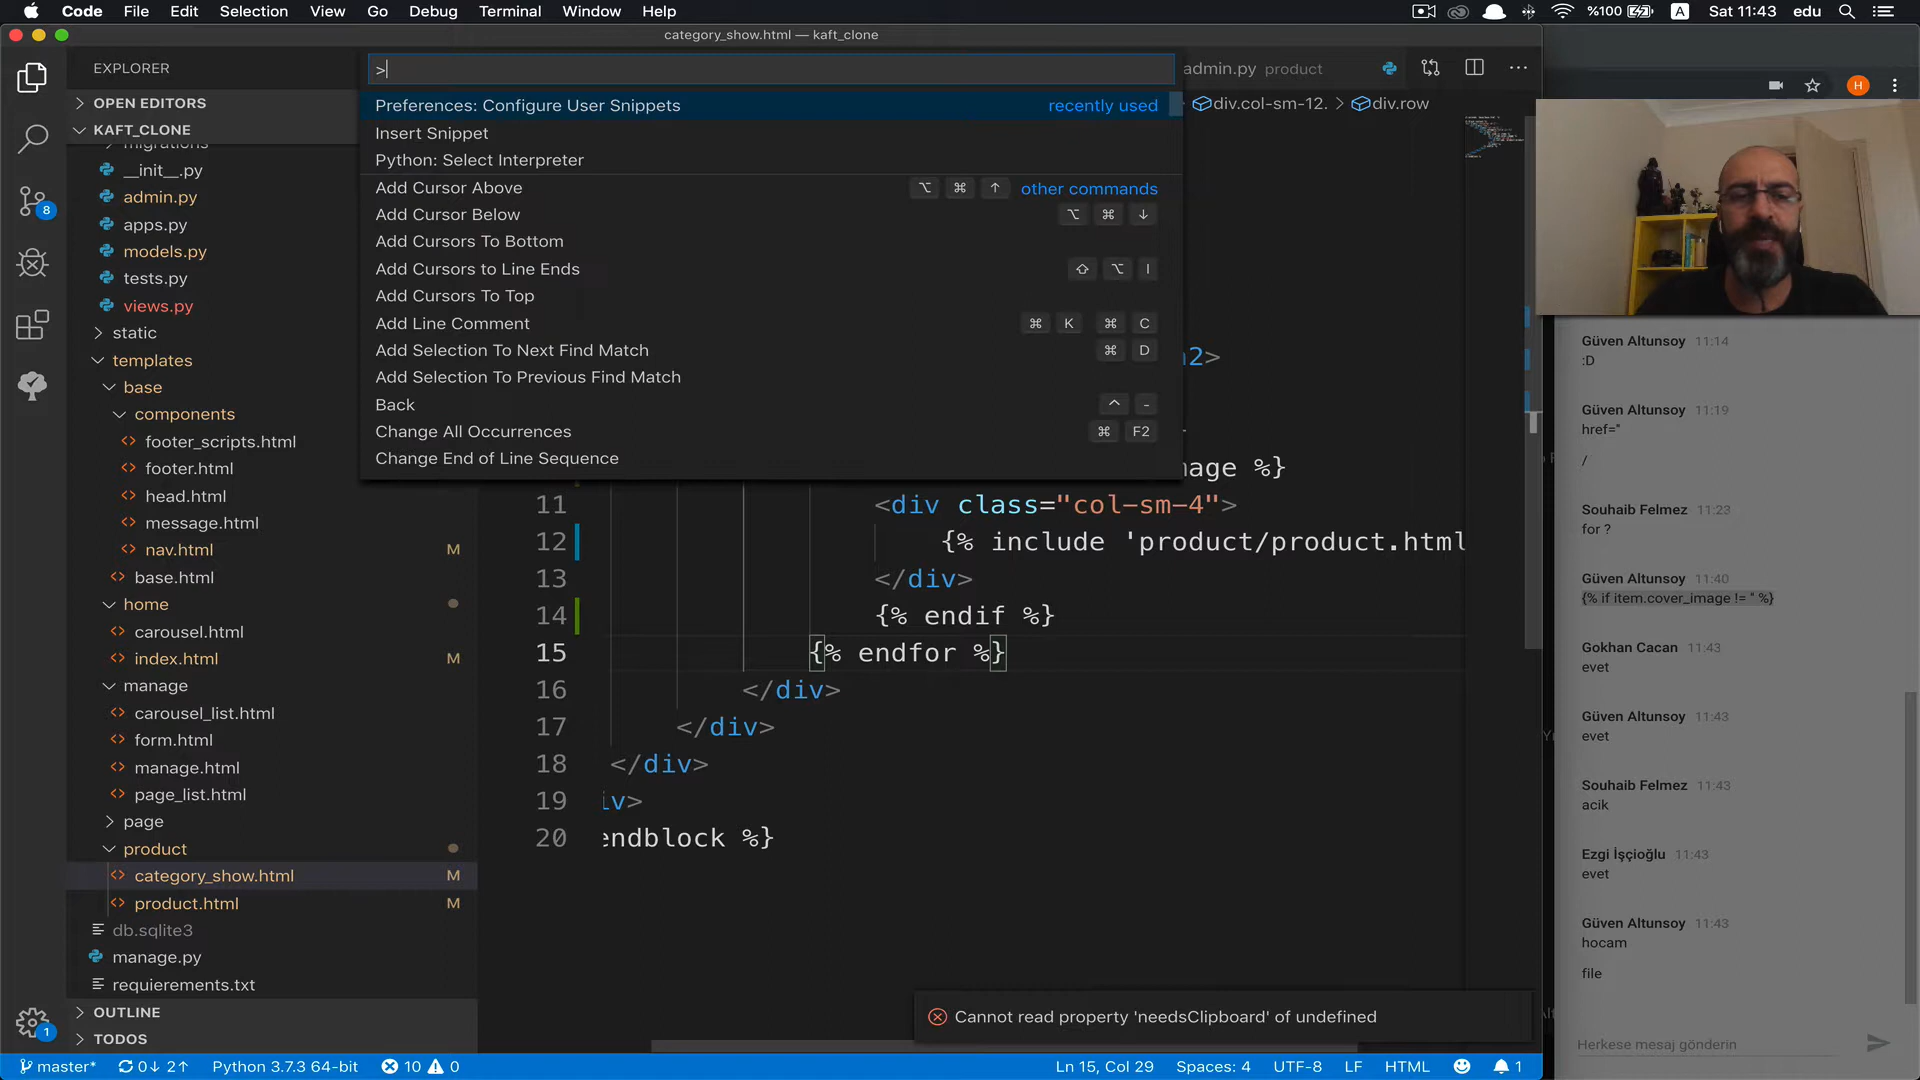 Code File Edit Selection View Go Debug Terminal Window Help
%100 A Sat 11:43 edu
category_show.html — kaft_clone
EXPLORER
OPEN EDITORS
KAFT_CLONE
migrations
__init__.py
admin.py
apps.py
models.py
tests.py
views.py
static
templates
base
components
footer_scripts.html
footer.html
head.html
message.html
nav.html M
base.html
home
carousel.html
index.html M
manage
carousel_list.html
form.html
manage.html
page_list.html
page
product
category_show.html M
product.html M
db.sqlite3
manage.py
requierements.txt
OUTLINE
TODOS
8
1
>
Preferences: Configure User Snippets recently used
Insert Snippet
Python: Select Interpreter
Add Cursor Above ⌥ ⌘ ↑ other commands
Add Cursor Below ⌥ ⌘ ↓
Add Cursors To Bottom
Add Cursors to Line Ends ⇧ ⌥ I
Add Cursors To Top
Add Line Comment ⌘ K ⌘ C
Add Selection To Next Find Match ⌘ D
Add Selection To Previous Find Match
Back ^ -
Change All Occurrences ⌘ F2
Change End of Line Sequence
admin.py product
div.col-sm-12. > div.row
2>
age %}
11 <div class="col-sm-4">
12 {% include 'product/product.html
13 </div>
14 {% endif %}
15 {% endfor %}
16 </div>
17 </div>
18 </div>
19 iv>
20 endblock %}
Cannot read property 'needsClipboard' of undefined
master* 0↓ 2↑ Python 3.7.3 64-bit 10 0
Ln 15, Col 29 Spaces: 4 UTF-8 LF HTML 1
H
Güven Altunsoy 11:14
:D
Güven Altunsoy 11:19
href="
/
Souhaib Felmez 11:23
for ?
Güven Altunsoy 11:40
{% if item.cover_image != '' %}
Gokhan Cacan 11:43
evet
Güven Altunsoy 11:43
evet
Souhaib Felmez 11:43
acik
Ezgi İşçioğlu 11:43
evet
Güven Altunsoy 11:43
hocam
file
Herkese mesaj gönderin